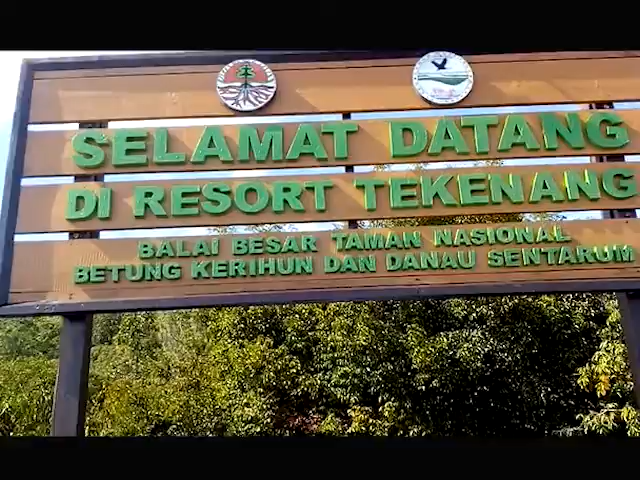 SELAMAT DATANG
DI RESORT TEKENANG
BALAI BESAR TAMAN NASIONAL
BETUNG KERIHUN DAN DANAU SENTARUM